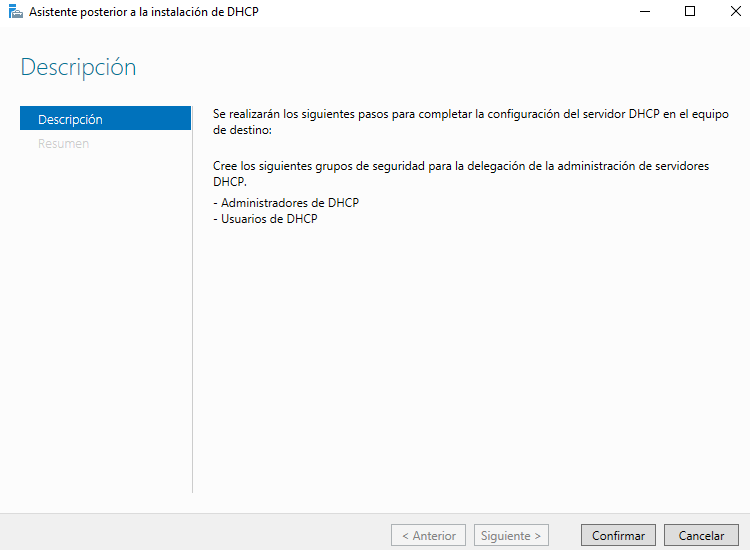 Asistente posterior a la instalación de DHCP
Descripción
Descripción
Resumen
Se realizarán los siguientes pasos para completar la configuración del servidor DHCP en el equipo
de destino:
Cree los siguientes grupos de seguridad para la delegación de la administración de servidores
DHCP.
- Administradores de DHCP
- Usuarios de DHCP
< Anterior
Siguiente >
Confirmar
Cancelar